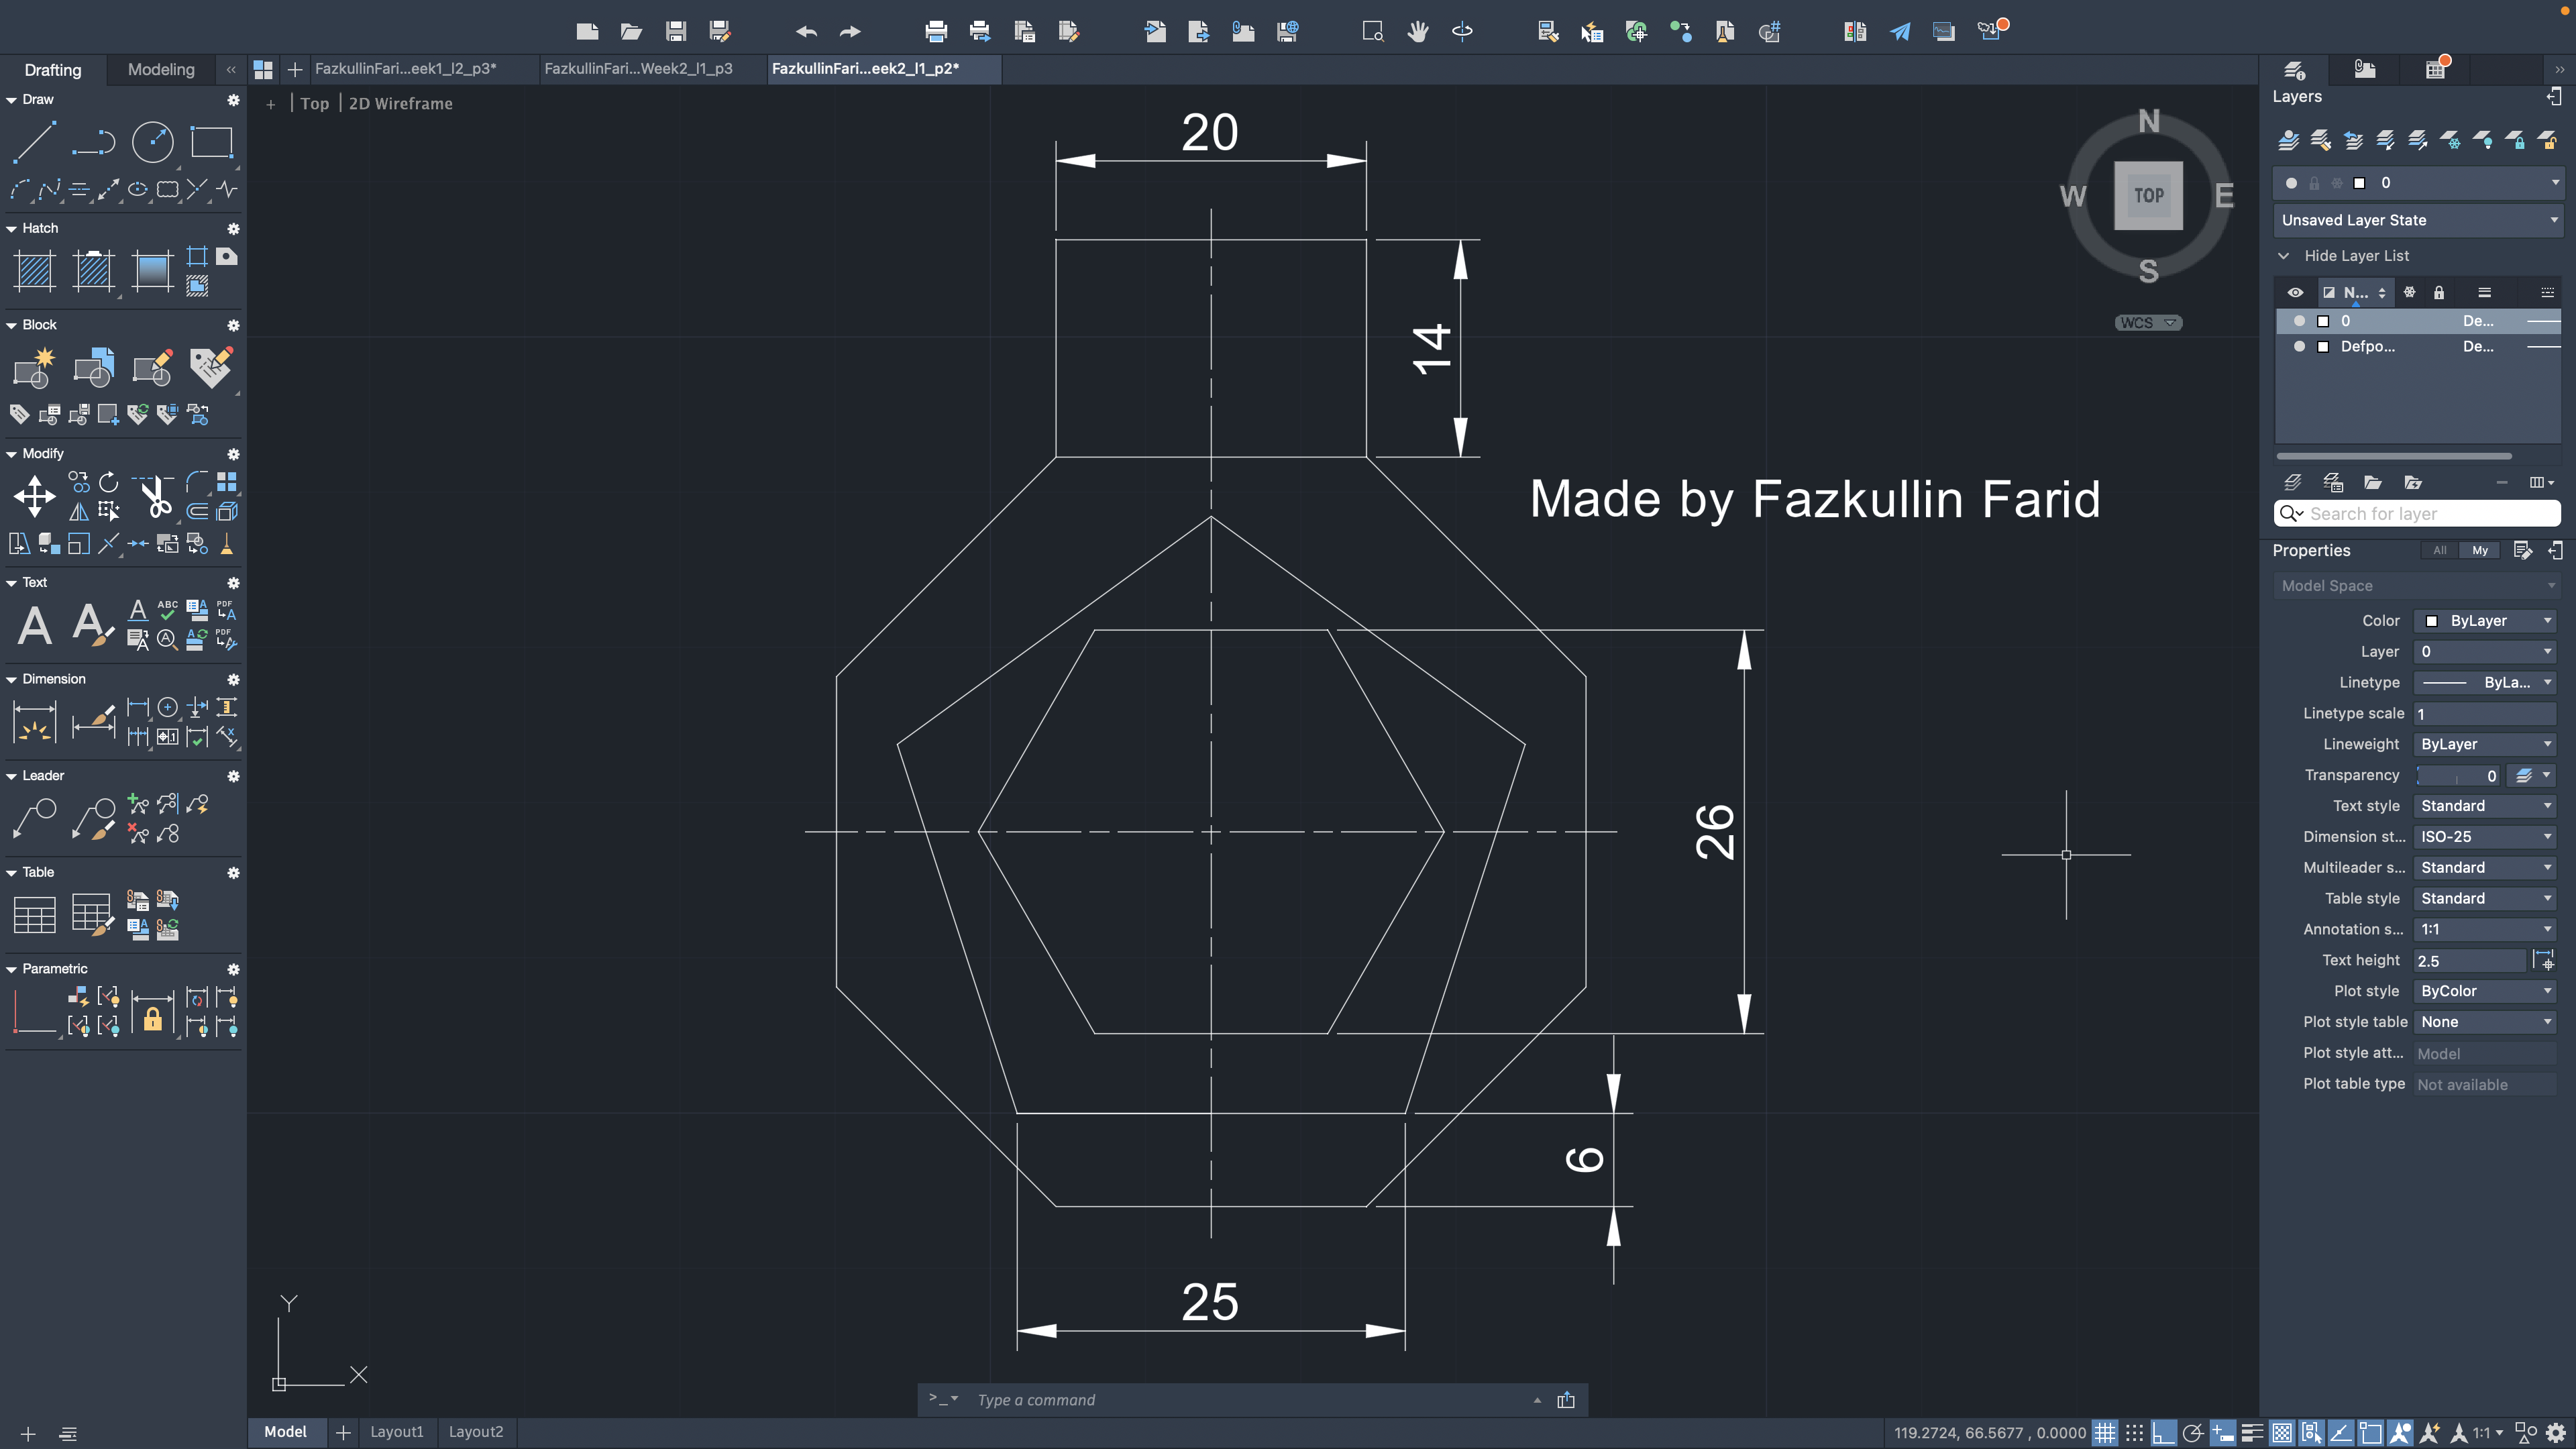 Drafting
Modeling
FazkullinFari...eek1_l2_p3*
FazkullinFari...Week2_l1_p3
FazkullinFari...eek2_l1_p2*
Draw
Hatch
Block
Modify
Text
ABC
PDF
PDF
Dimension
Leader
Table
Parametric
+ | Top | 2D Wireframe
20
14
Made by Fazkullin Farid
26
6
25
Y
X
N
W
TOP
E
S
WCS
>_ Type a command
Model
Layout1
Layout2
119.2724, 66.5677 , 0.0000
1:1
Layers
0
Unsaved Layer State
Hide Layer List
N...
0 De...
Defpo... De...
Search for layer
Properties
All My
Model Space
Color ByLayer
Layer 0
Linetype ByLa...
Linetype scale 1
Lineweight ByLayer
Transparency 0
Text style Standard
Dimension st... ISO-25
Multileader s... Standard
Table style Standard
Annotation s... 1:1
Text height 2.5
Plot style ByColor
Plot style table None
Plot style att... Model
Plot table type Not available